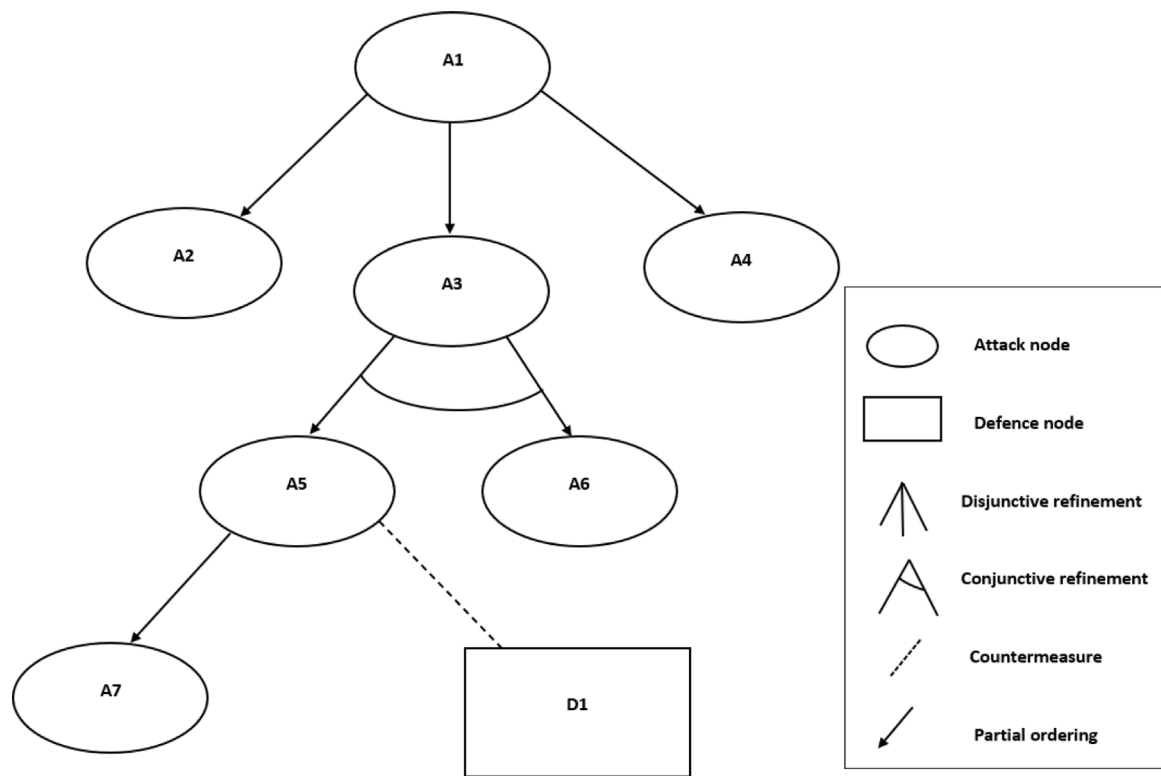 A1
A2
A3
A4
A5
A6
A7
D1
Attack node
Defence node
Disjunctive refinement
Conjunctive refinement
Countermeasure
Partial ordering